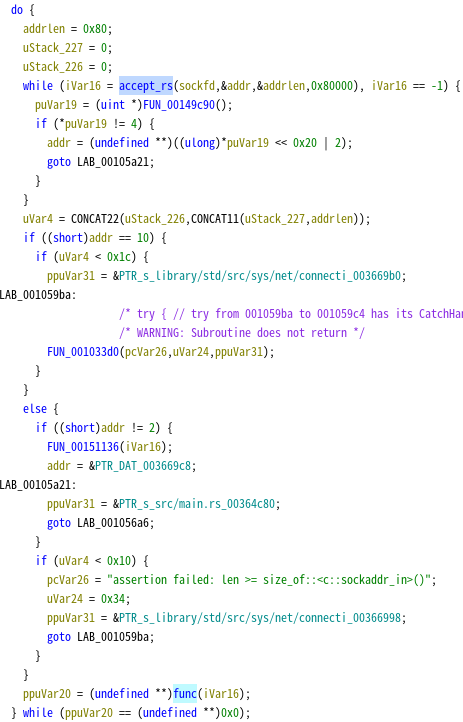 do {
addrlen = 0x80;
uStack_227 = 0;
uStack_226 = 0;
while (iVar16 = accept_rs(sockfd,&addr,&addrlen,0x80000), iVar16 == -1) {
puVar19 = (uint *)FUN_00149c90();
if (*puVar19 != 4) {
addr = (undefined **)((ulong)*puVar19 << 0x20 | 2);
goto LAB_00105a21;
}
}
uVar4 = CONCAT22(uStack_226,CONCAT11(uStack_227,addrlen));
if ((short)addr == 10) {
if (uVar4 < 0x1c) {
ppuVar31 = &PTR_s_library/std/src/sys/net/connecti_003669b0;
LAB_001059ba:
/* try { // try from 001059ba to 001059c4 has its CatchHan
/* WARNING: Subroutine does not return */
FUN_001033d0(pcVar26,uVar24,ppuVar31);
}
}
else {
if ((short)addr != 2) {
FUN_00151136(iVar16);
addr = &PTR_DAT_003669c8;
LAB_00105a21:
ppuVar31 = &PTR_s_src/main.rs_00364c80;
goto LAB_001056a6;
}
if (uVar4 < 0x10) {
pcVar26 = "assertion failed: len >= size_of::<c::sockaddr_in>()";
uVar24 = 0x34;
ppuVar31 = &PTR_s_library/std/src/sys/net/connecti_00366998;
goto LAB_001059ba;
}
}
ppuVar20 = (undefined **)func(iVar16);
} while (ppuVar20 == (undefined **)0x0);